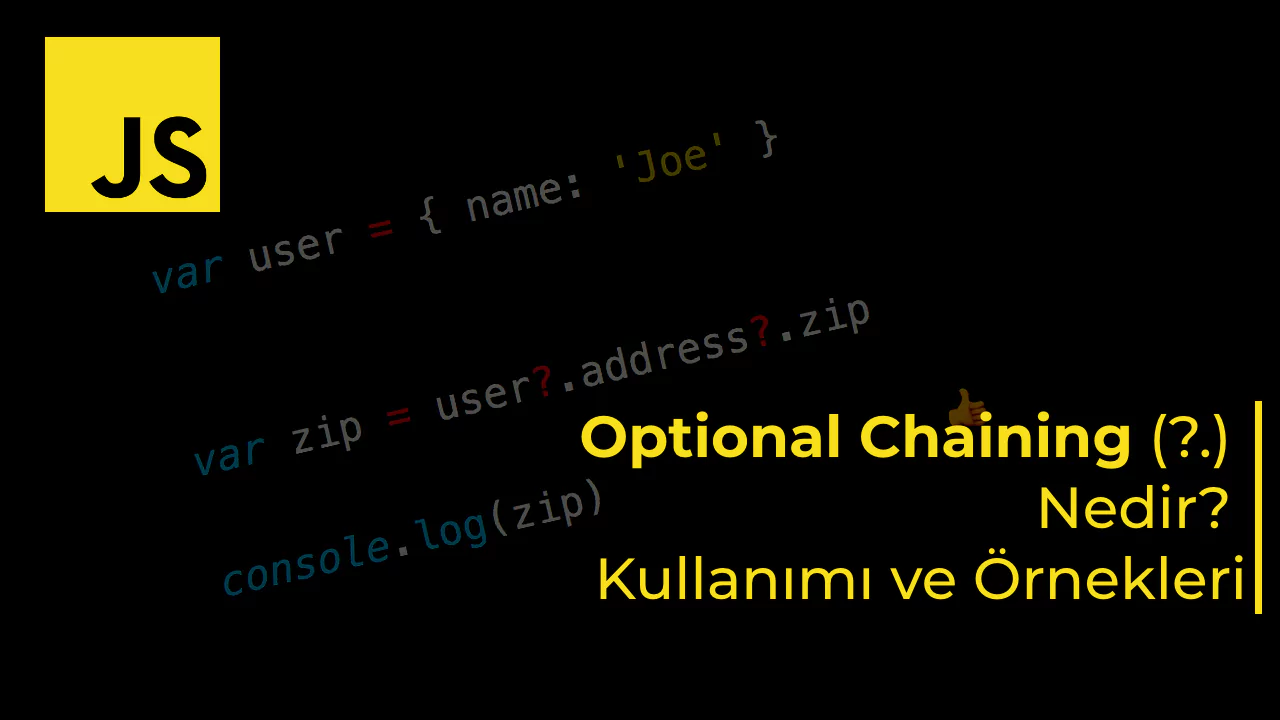 JS
var user = { name: 'Joe' }
var zip = user?.address?.zip
console.log(zip)
Optional Chaining (?.)
Nedir?
Kullanımı ve Örnekleri